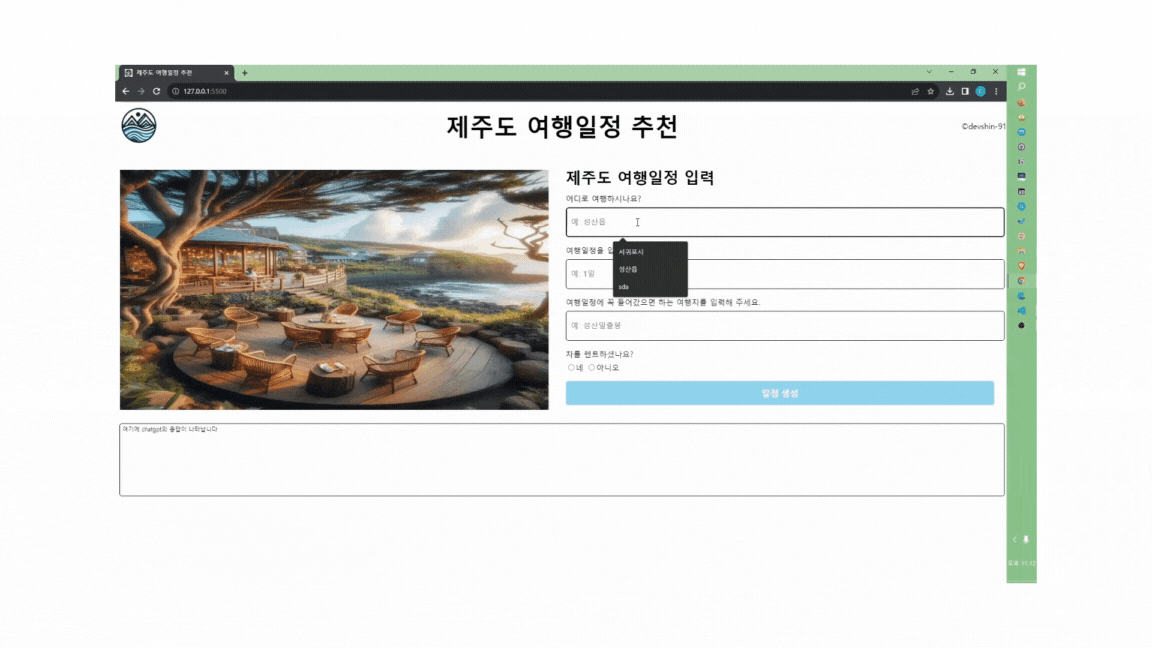 제주도 여행일정 추천
127.0.0.1:5500
제주도 여행일정 추천
©devshin-91
제주도 여행일정 입력
어디로 여행하시나요?
예: 성산읍
서귀포시
여행일정을 입
성산읍
예: 1일
sda
여행일정에 꼭 들어갔으면 하는 여행지를 입력해 주세요.
예: 성산일출봉
차를 렌트하셨나요?
네 아니오
일정 생성
여기에 chatgpt의 응답이 나타납니다
오후 11:12